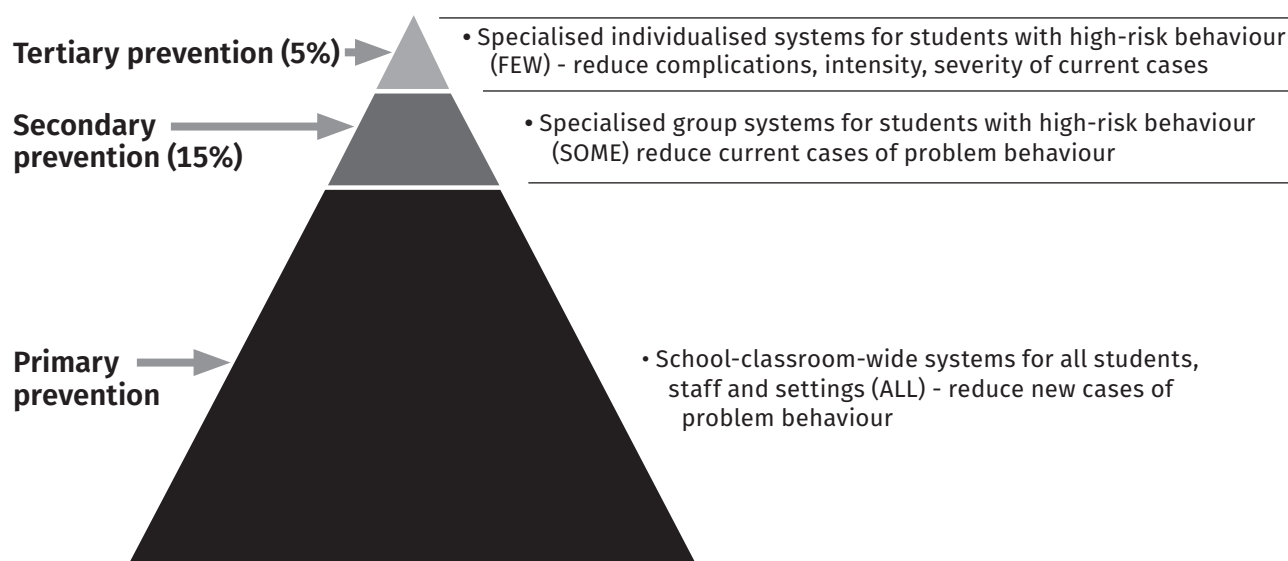 Tertiary prevention (5%)
• Specialised individualised systems for students with high-risk behaviour
(FEW) - reduce complications, intensity, severity of current cases
Secondary
prevention (15%)
• Specialised group systems for students with high-risk behaviour
(SOME) reduce current cases of problem behaviour
Primary
prevention
• School-classroom-wide systems for all students,
staff and settings (ALL) - reduce new cases of
problem behaviour